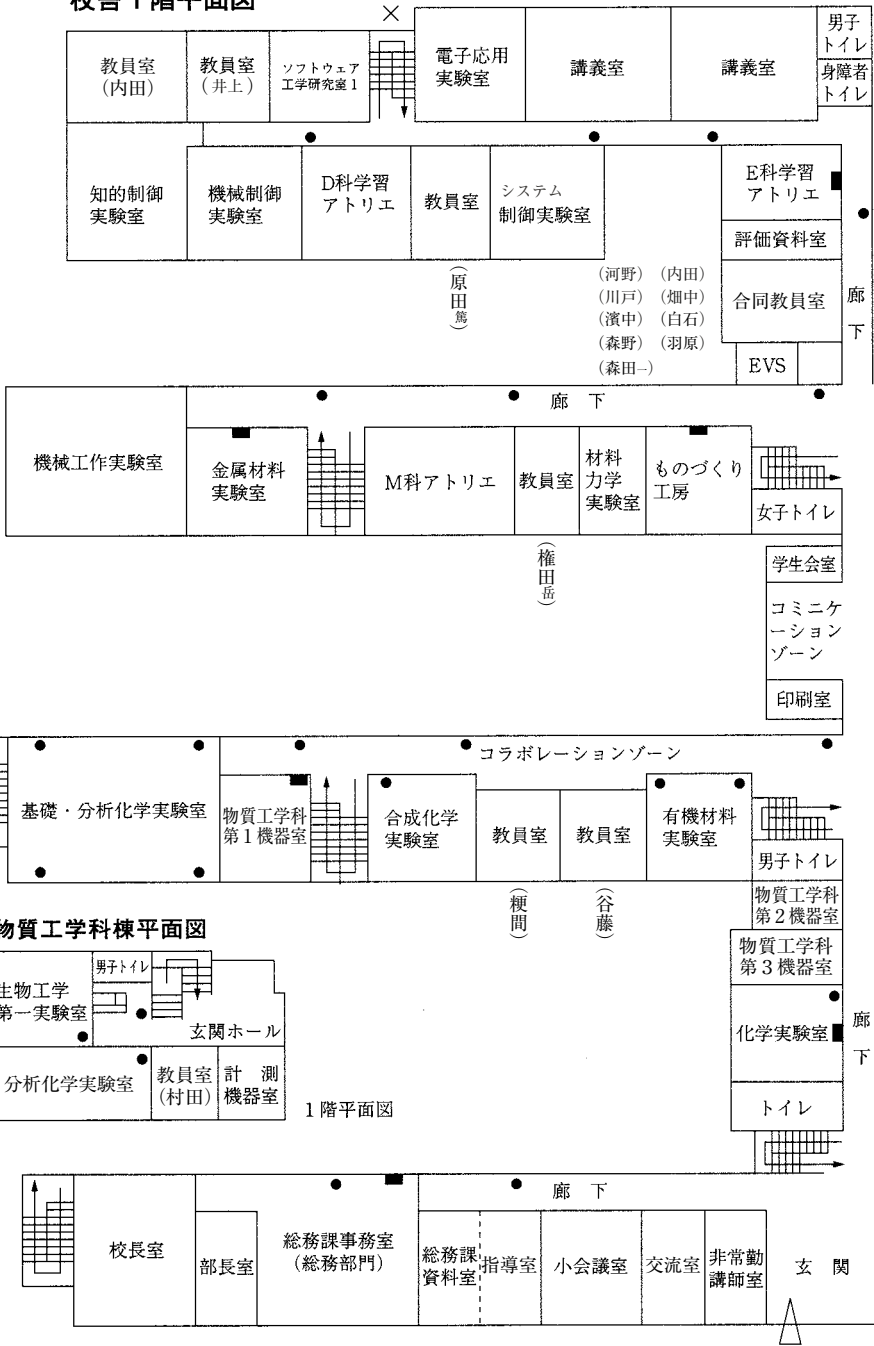 校舎1階平面図
×
教員室
(内田)
教員室
(井上)
ソフトウェア
工学研究室1
電子応用
実験室
講義室
講義室
男子
トイレ
身障者
トイレ
知的制御
実験室
機械制御
実験室
D科学習
アトリエ
教員室
(原田篤)
システム
制御実験室
E科学習
アトリエ
評価資料室
合同教員室
(河野) (内田)
(川戸) (畑中)
(濱中) (白石)
(森野) (羽原)
(森田一)
EVS
廊下
廊下
機械工作実験室
金属材料
実験室
M科アトリエ
教員室
(権田岳)
材料
力学
実験室
ものづくり
工房
女子トイレ
学生会室
コミニケ
ーション
ゾーン
印刷室
コラボレーションゾーン
基礎・分析化学実験室
物質工学科
第1機器室
合成化学
実験室
教員室
(粳間)
教員室
(谷藤)
有機材料
実験室
男子トイレ
物質工学科
第2機器室
物質工学科
第3機器室
化学実験室
廊下
トイレ
物質工学科棟平面図
生物工学
第一実験室
男子トイレ
玄関ホール
分析化学実験室
教員室
(村田)
計測
機器室
1階平面図
廊下
校長室
部長室
総務課事務室
(総務部門)
総務課
資料室
指導室
小会議室
交流室
非常勤
講師室
玄関